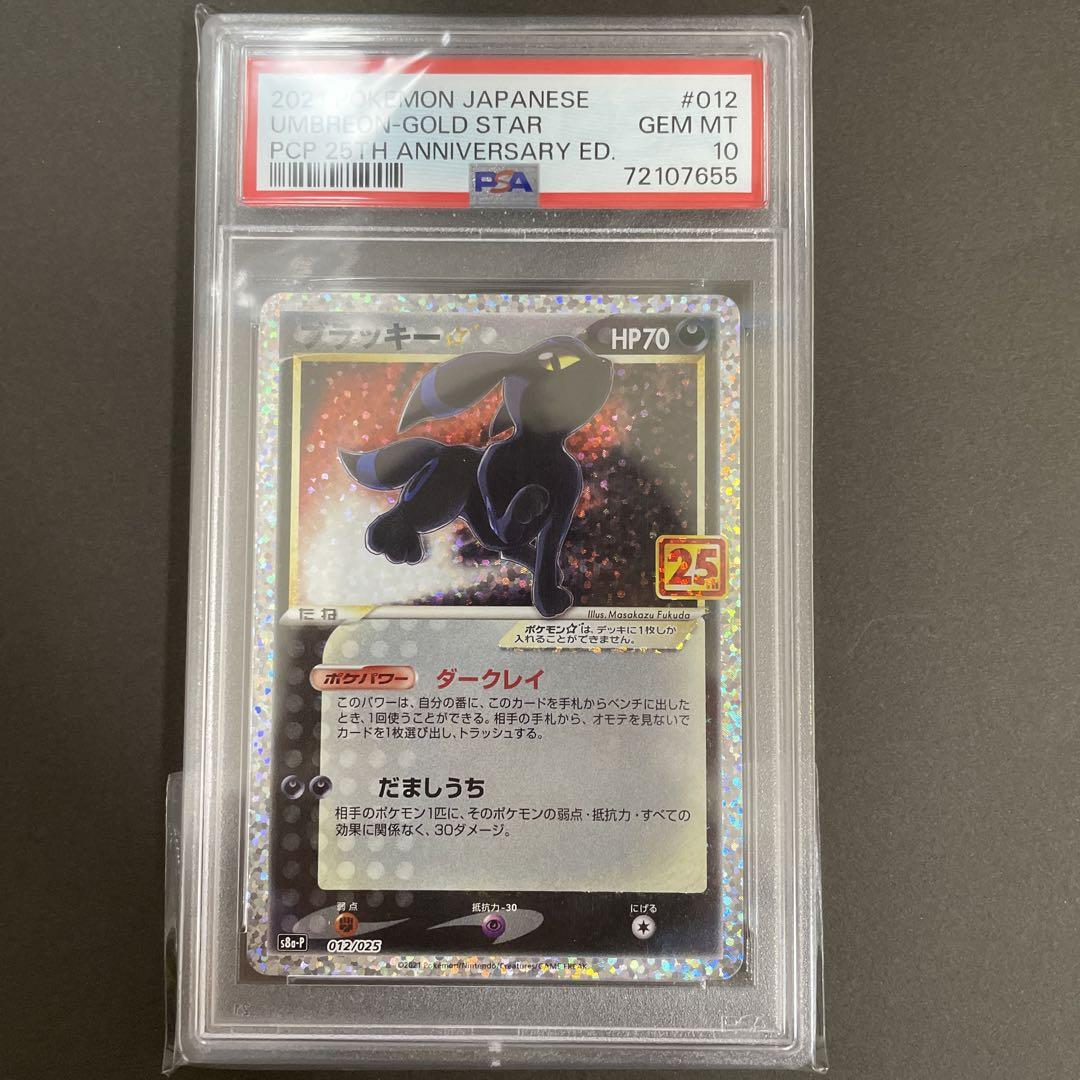 2021 POKEMON JAPANESE #012
UMBREON-GOLD STAR GEM MT
PCP 25TH ANNIVERSARY ED. 10
PSA 72107655
ブラッキー☆ HP70
25th
たね
Illus. Masakazu Fukuda
ポケモン☆は、デッキに1枚しか
入れることができません。
ポケパワー ダークレイ
このパワーは、自分の番に、このカードを手札からベンチに出した
とき、1回使うことができる。相手の手札から、オモテを見ないで
カードを1枚選び出し、トラッシュする。
だましうち
相手のポケモン1匹に、そのポケモンの弱点・抵抗力・すべての
効果に関係なく、30ダメージ。
弱点 抵抗力-30 にげる
s8a-P 012/025
©2021 Pokémon/Nintendo/Creatures/GAME FREAK